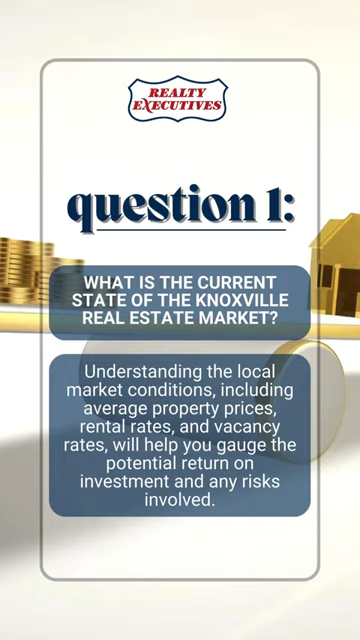 REALTY
EXECUTIVES
question 1:
WHAT IS THE CURRENT
STATE OF THE KNOXVILLE
REAL ESTATE MARKET?
Understanding the local
market conditions, including
average property prices,
rental rates, and vacancy
rates, will help you gauge the
potential return on
investment and any risks
involved.